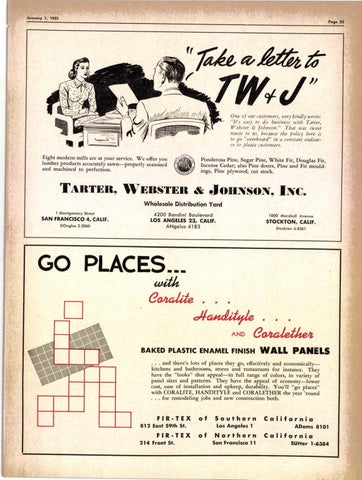 January 1, 1951
Page 53
"Take a letter to
TW & J"
One of our customers, very kindly wrote:
"It's easy to do business with Tarter,
Webster & Johnson." That was sweet
music to us, because the policy here is
to go "overboard" in a constant endeav-
or to please customers.
Eight modern mills are at your service. We offer you
lumber products accurately sawn—properly seasoned
and machined to perfection.
Ponderosa Pine, Sugar Pine, White Fir, Douglas Fir,
Incense Cedar; also Pine doors, Pine and Fir mould-
ings, Pine plywood, cut stock.
TARTER, WEBSTER & JOHNSON, INC.
Wholesale Distribution Yard
1 Montgomery Street
SAN FRANCISCO 4, CALIF.
DOuglas 2-2060
4200 Bandini Boulevard
LOS ANGELES 23, CALIF.
ANgelus 4183
1800 Marshall Avenue
STOCKTON, CALIF.
Stockton 4-8361
GO PLACES...
with
Coralite . . .
Handityle . . .
AND Coralether
BAKED PLASTIC ENAMEL FINISH WALL PANELS
. . . and there's lots of places they go, effectively and economically—
kitchens and bathrooms, stores and restaurants for instance. They
have the "looks" that appeal—in full range of colors, in variety of
panel sizes and patterns. They have the appeal of economy—lower
cost, ease of installation and upkeep, durability. You'll "go places"
with CORALITE, HANDITYLE and CORALETHER the year 'round
. . . for remodeling jobs and new construction both.
FIR-TEX of Southern California
812 East 59th St. Los Angeles 1 ADams 8101
FIR-TEX of Northern California
214 Front St. San Francisco 11 SUtter 1-6384